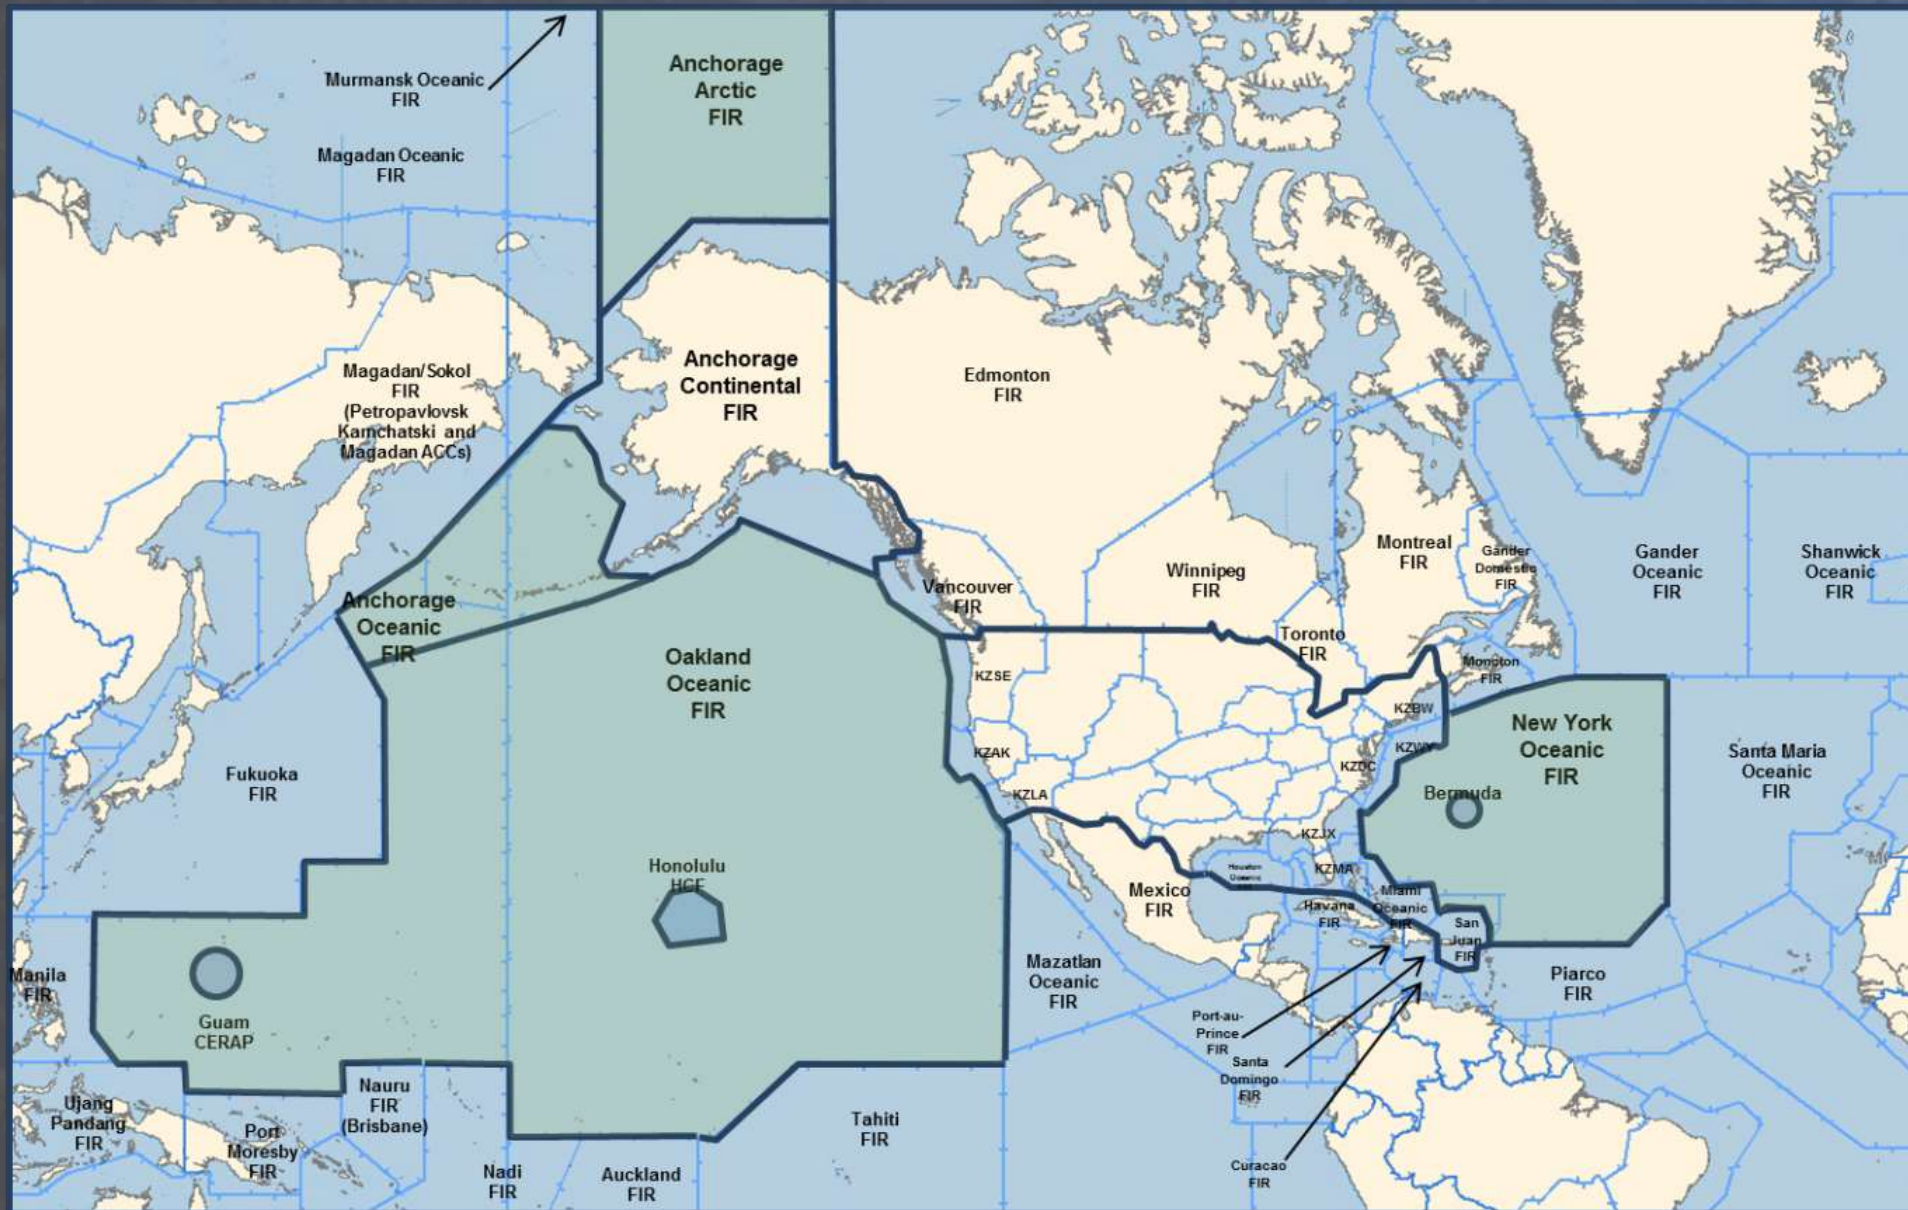 Murmansk Oceanic
FIR
Anchorage
Arctic
FIR
Magadan Oceanic
FIR
Magadan/Sokol
FIR
(Petropavlovsk
Kamchatski and
Magadan ACCs)
Anchorage
Continental
FIR
Edmonton
FIR
Anchorage
Oceanic
FIR
Oakland
Oceanic
FIR
Vancouver
FIR
Winnipeg
FIR
Montreal
FIR
Gander
Domestic
FIR
Gander
Oceanic
FIR
Shanwick
Oceanic
FIR
Toronto
FIR
Moncton
FIR
KZSE
KZBW
KZAK
KZWY
KZDC
KZLA
KZJX
KZMA
New York
Oceanic
FIR
Bermuda
Santa Maria
Oceanic
FIR
Fukuoka
FIR
Honolulu
HCF
Houston
Oceanic
FIR
Mexico
FIR
Havana
FIR
Miami
Oceanic
FIR
San
Juan
FIR
Manila
FIR
Guam
CERAP
Mazatlan
Oceanic
FIR
Piarco
FIR
Port-au-
Prince
FIR
Santa
Domingo
FIR
Curacao
FIR
Ujang
Pandang
FIR
Port
Moresby
FIR
Nauru
FIR
(Brisbane)
Nadi
FIR
Auckland
FIR
Tahiti
FIR